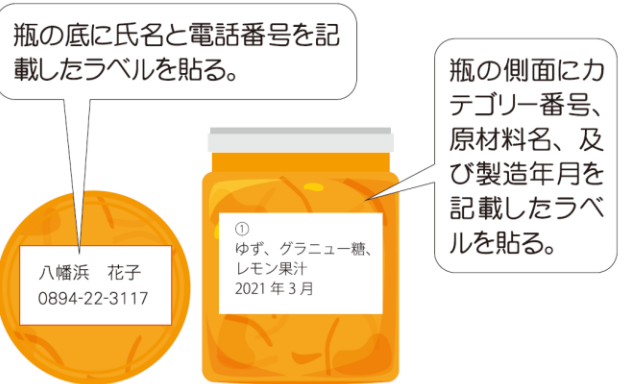 瓶の底に氏名と電話番号を記
載したラベルを貼る。
瓶の側面にカ
テゴリー番号、
原材料名、及
び製造年月を
記載したラベ
ルを貼る。
八幡浜　花子
0894-22-3117
①
ゆず、グラニュー糖、
レモン果汁
2021 年 3 月